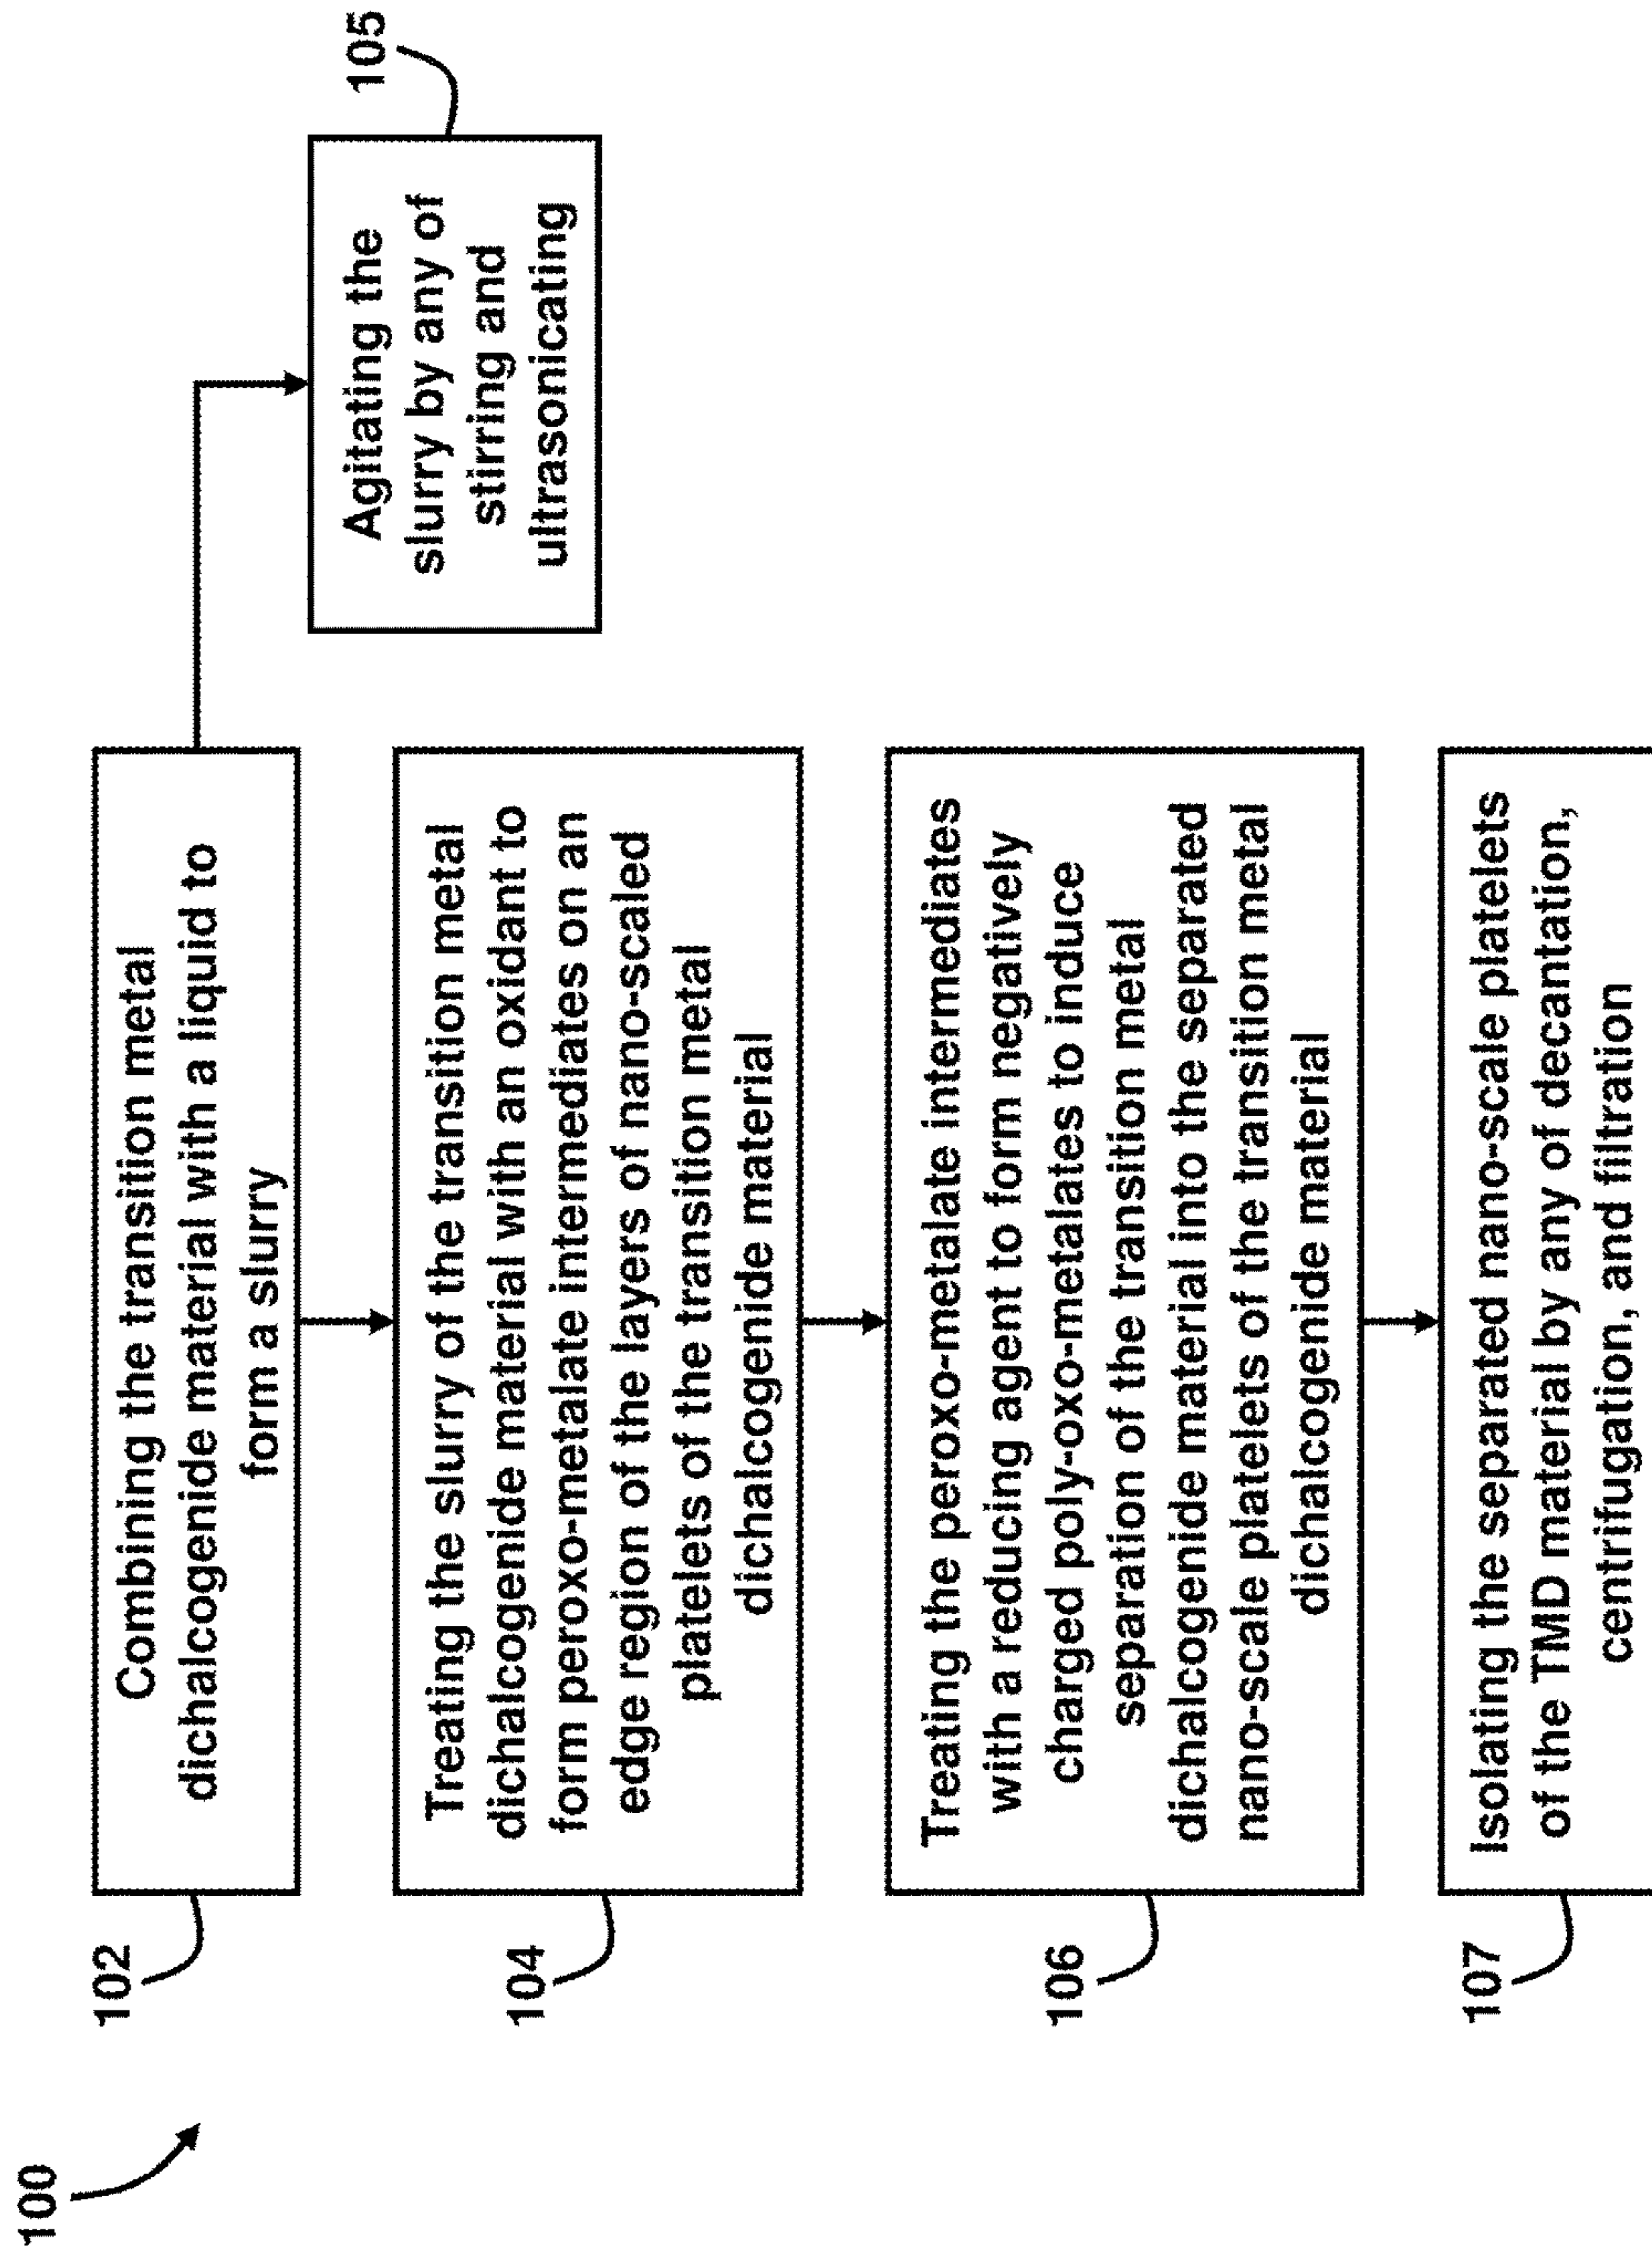 100
102
Combining the transition metal
dichalcogenide material with a liquid to
form a slurry
105
Agitating the
slurry by any of
stirring and
ultrasonicating
104
Treating the slurry of the transition metal
dichalcogenide material with an oxidant to
form peroxo-metalate intermediates on an
edge region of the layers of nano-scaled
platelets of the transition metal
dichalcogenide material
106
Treating the peroxo-metalate intermediates
with a reducing agent to form negatively
charged poly-oxo-metalates to induce
separation of the transition metal
dichalcogenide material into the separated
nano-scale platelets of the transition metal
dichalcogenide material
107
Isolating the separated nano-scale platelets
of the TMD material by any of decantation,
centrifugation, and filtration